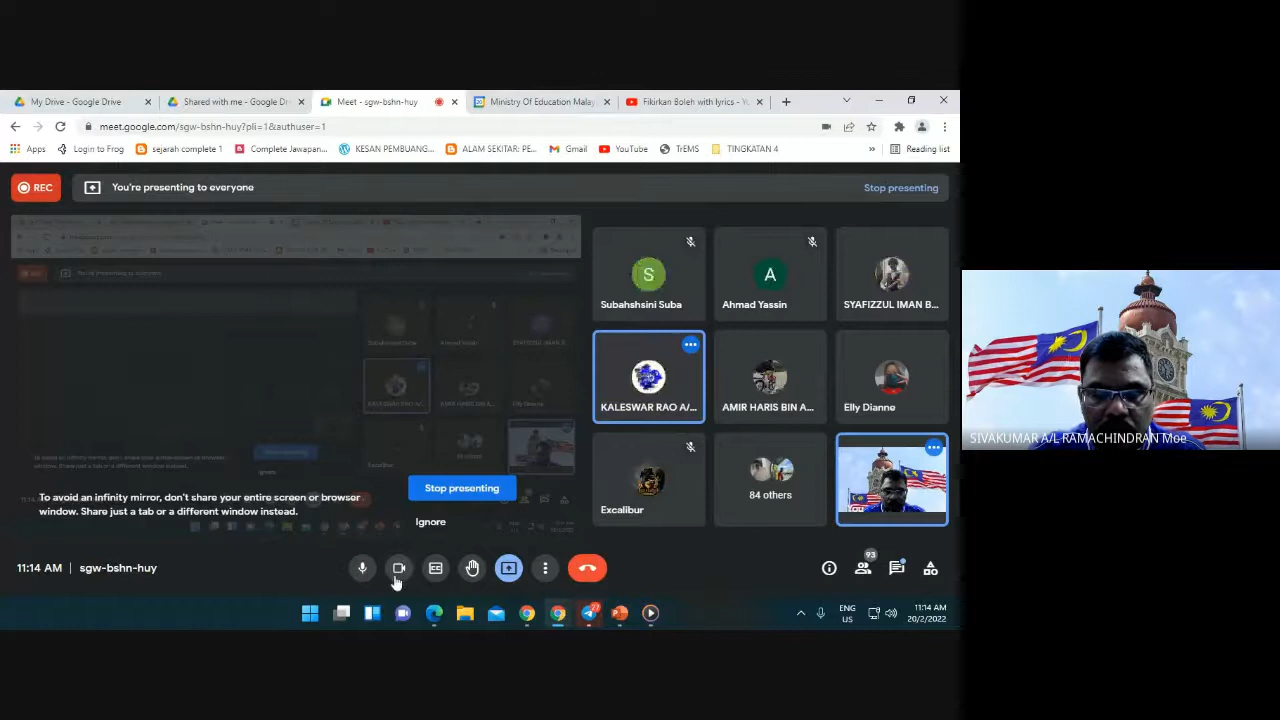 My Drive - Google Drive
Shared with me - Google Dr
Meet - sgw-bshn-huy
Ministry Of Education Malay
Fikirkan Boleh with lyrics - Yo
meet.google.com/sgw-bshn-huy?pli=1&authuser=1
Apps
Login to Frog
sejarah complete 1
Complete Jawapan...
KESAN PEMBUANG...
ALAM SEKITAR: PE...
Gmail
YouTube
TrEMS
TINGKATAN 4
»
Reading list
REC
You're presenting to everyone
Stop presenting
S
Subahshsini Suba
A
Ahmad Yassin
SYAFIZZUL IMAN B...
KALESWAR RAO A/...
AMIR HARIS BIN A...
Elly Dianne
Excalibur
84 others
To avoid an infinity mirror, don't share your entire screen or browser
window. Share just a tab or a different window instead.
Stop presenting
Ignore
11:14 AM | sgw-bshn-huy
93
27
ENG
US
11:14 AM
20/2/2022
SIVAKUMAR A/L RAMACHINDRAN Moe